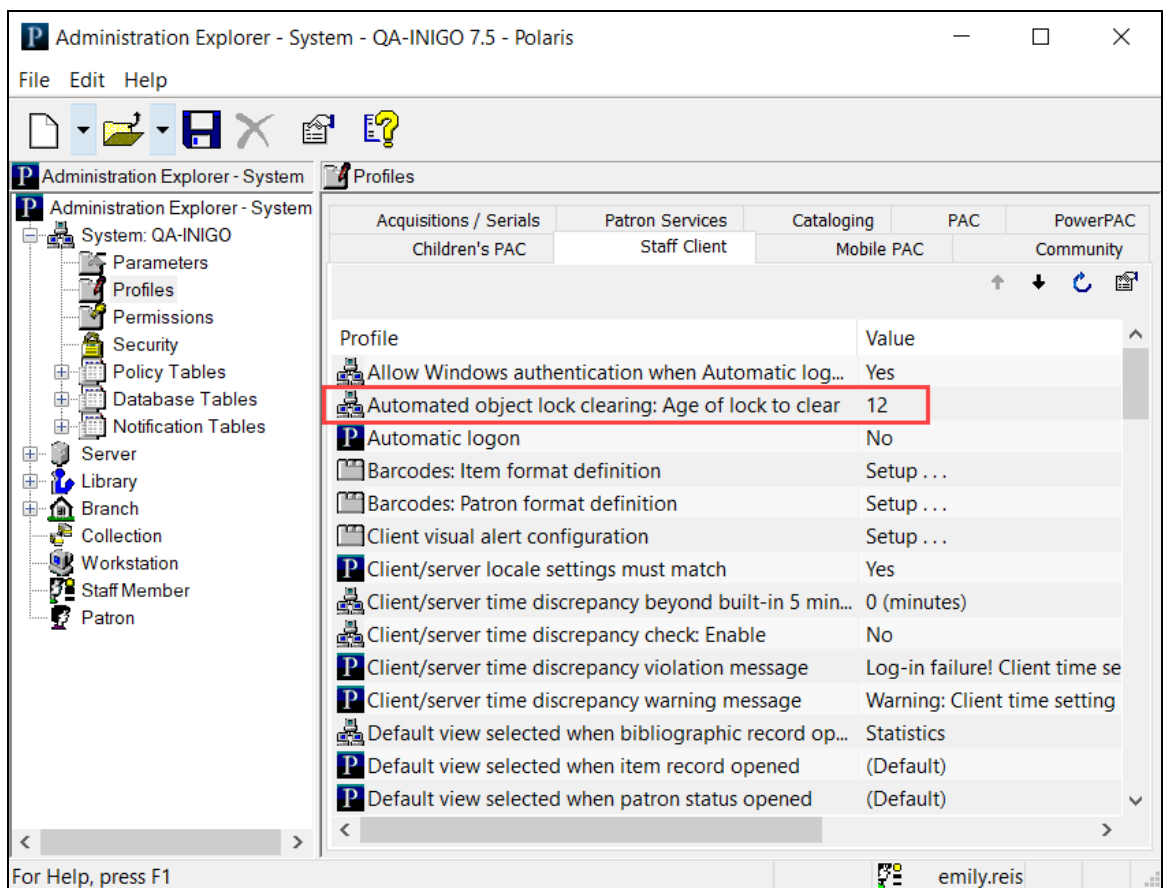 Administration Explorer - System - QA-INIGO 7.5 - Polaris
File Edit Help
Administration Explorer - System
Profiles
Administration Explorer - System
System: QA-INIGO
Parameters
Profiles
Permissions
Security
Policy Tables
Database Tables
Notification Tables
Server
Library
Branch
Collection
Workstation
Staff Member
Patron
Acquisitions / Serials Patron Services Cataloging PAC PowerPAC
Children's PAC Staff Client Mobile PAC Community
Profile Value
Allow Windows authentication when Automatic log... Yes
Automated object lock clearing: Age of lock to clear 12
Automatic logon No
Barcodes: Item format definition Setup . . .
Barcodes: Patron format definition Setup . . .
Client visual alert configuration Setup . . .
Client/server locale settings must match Yes
Client/server time discrepancy beyond built-in 5 min... 0 (minutes)
Client/server time discrepancy check: Enable No
Client/server time discrepancy violation message Log-in failure! Client time se
Client/server time discrepancy warning message Warning: Client time setting
Default view selected when bibliographic record op... Statistics
Default view selected when item record opened (Default)
Default view selected when patron status opened (Default)
For Help, press F1 emily.reis